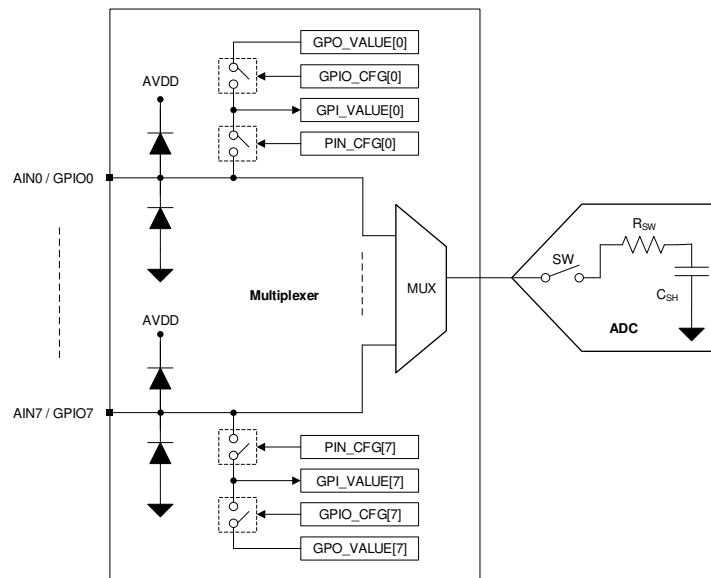 GPO_VALUE[0]
GPIO_CFG[0]
AVDD
GPI_VALUE[0]
PIN_CFG[0]
AIN0 / GPIO0
RSW
SW
MUX
Multiplexer
CSH
ADC
AVDD
AIN7 / GPIO7
PIN_CFG[7]
GPI_VALUE[7]
GPIO_CFG[7]
GPO_VALUE[7]